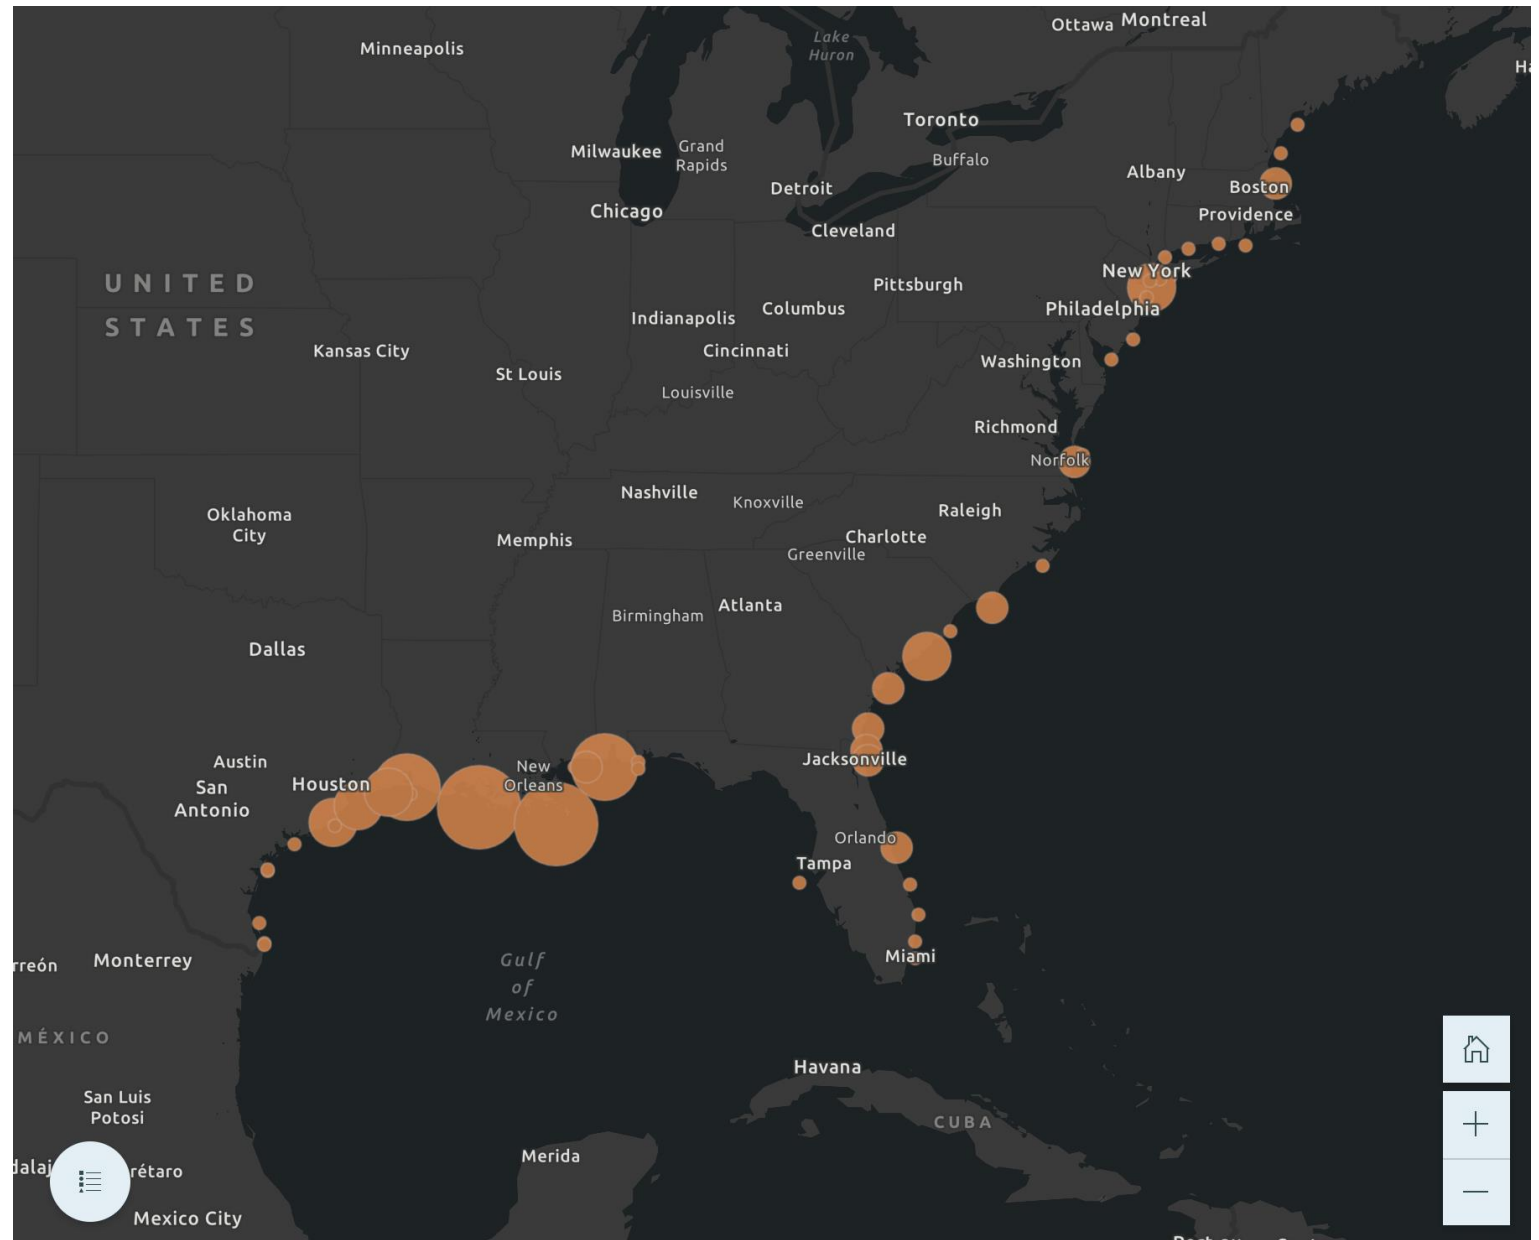 Ottawa
Montreal
Minneapolis
Lake
Huron
Toronto
Milwaukee
Grand
Rapids
Buffalo
Albany
Detroit
Boston
Chicago
Providence
Cleveland
New York
UNITED
STATES
Pittsburgh
Columbus
Philadelphia
Indianapolis
Kansas City
Cincinnati
Washington
St Louis
Louisville
Richmond
Norfolk
Nashville
Knoxville
Raleigh
Oklahoma
City
Memphis
Charlotte
Greenville
Birmingham
Atlanta
Dallas
Austin
New
Orleans
Jacksonville
Houston
San
Antonio
Orlando
Tampa
Miami
rreón
Monterrey
Gulf
of
Mexico
MÉXICO
Havana
San Luis
Potosi
CUBA
Merida
dalaj
rétaro
Mexico City